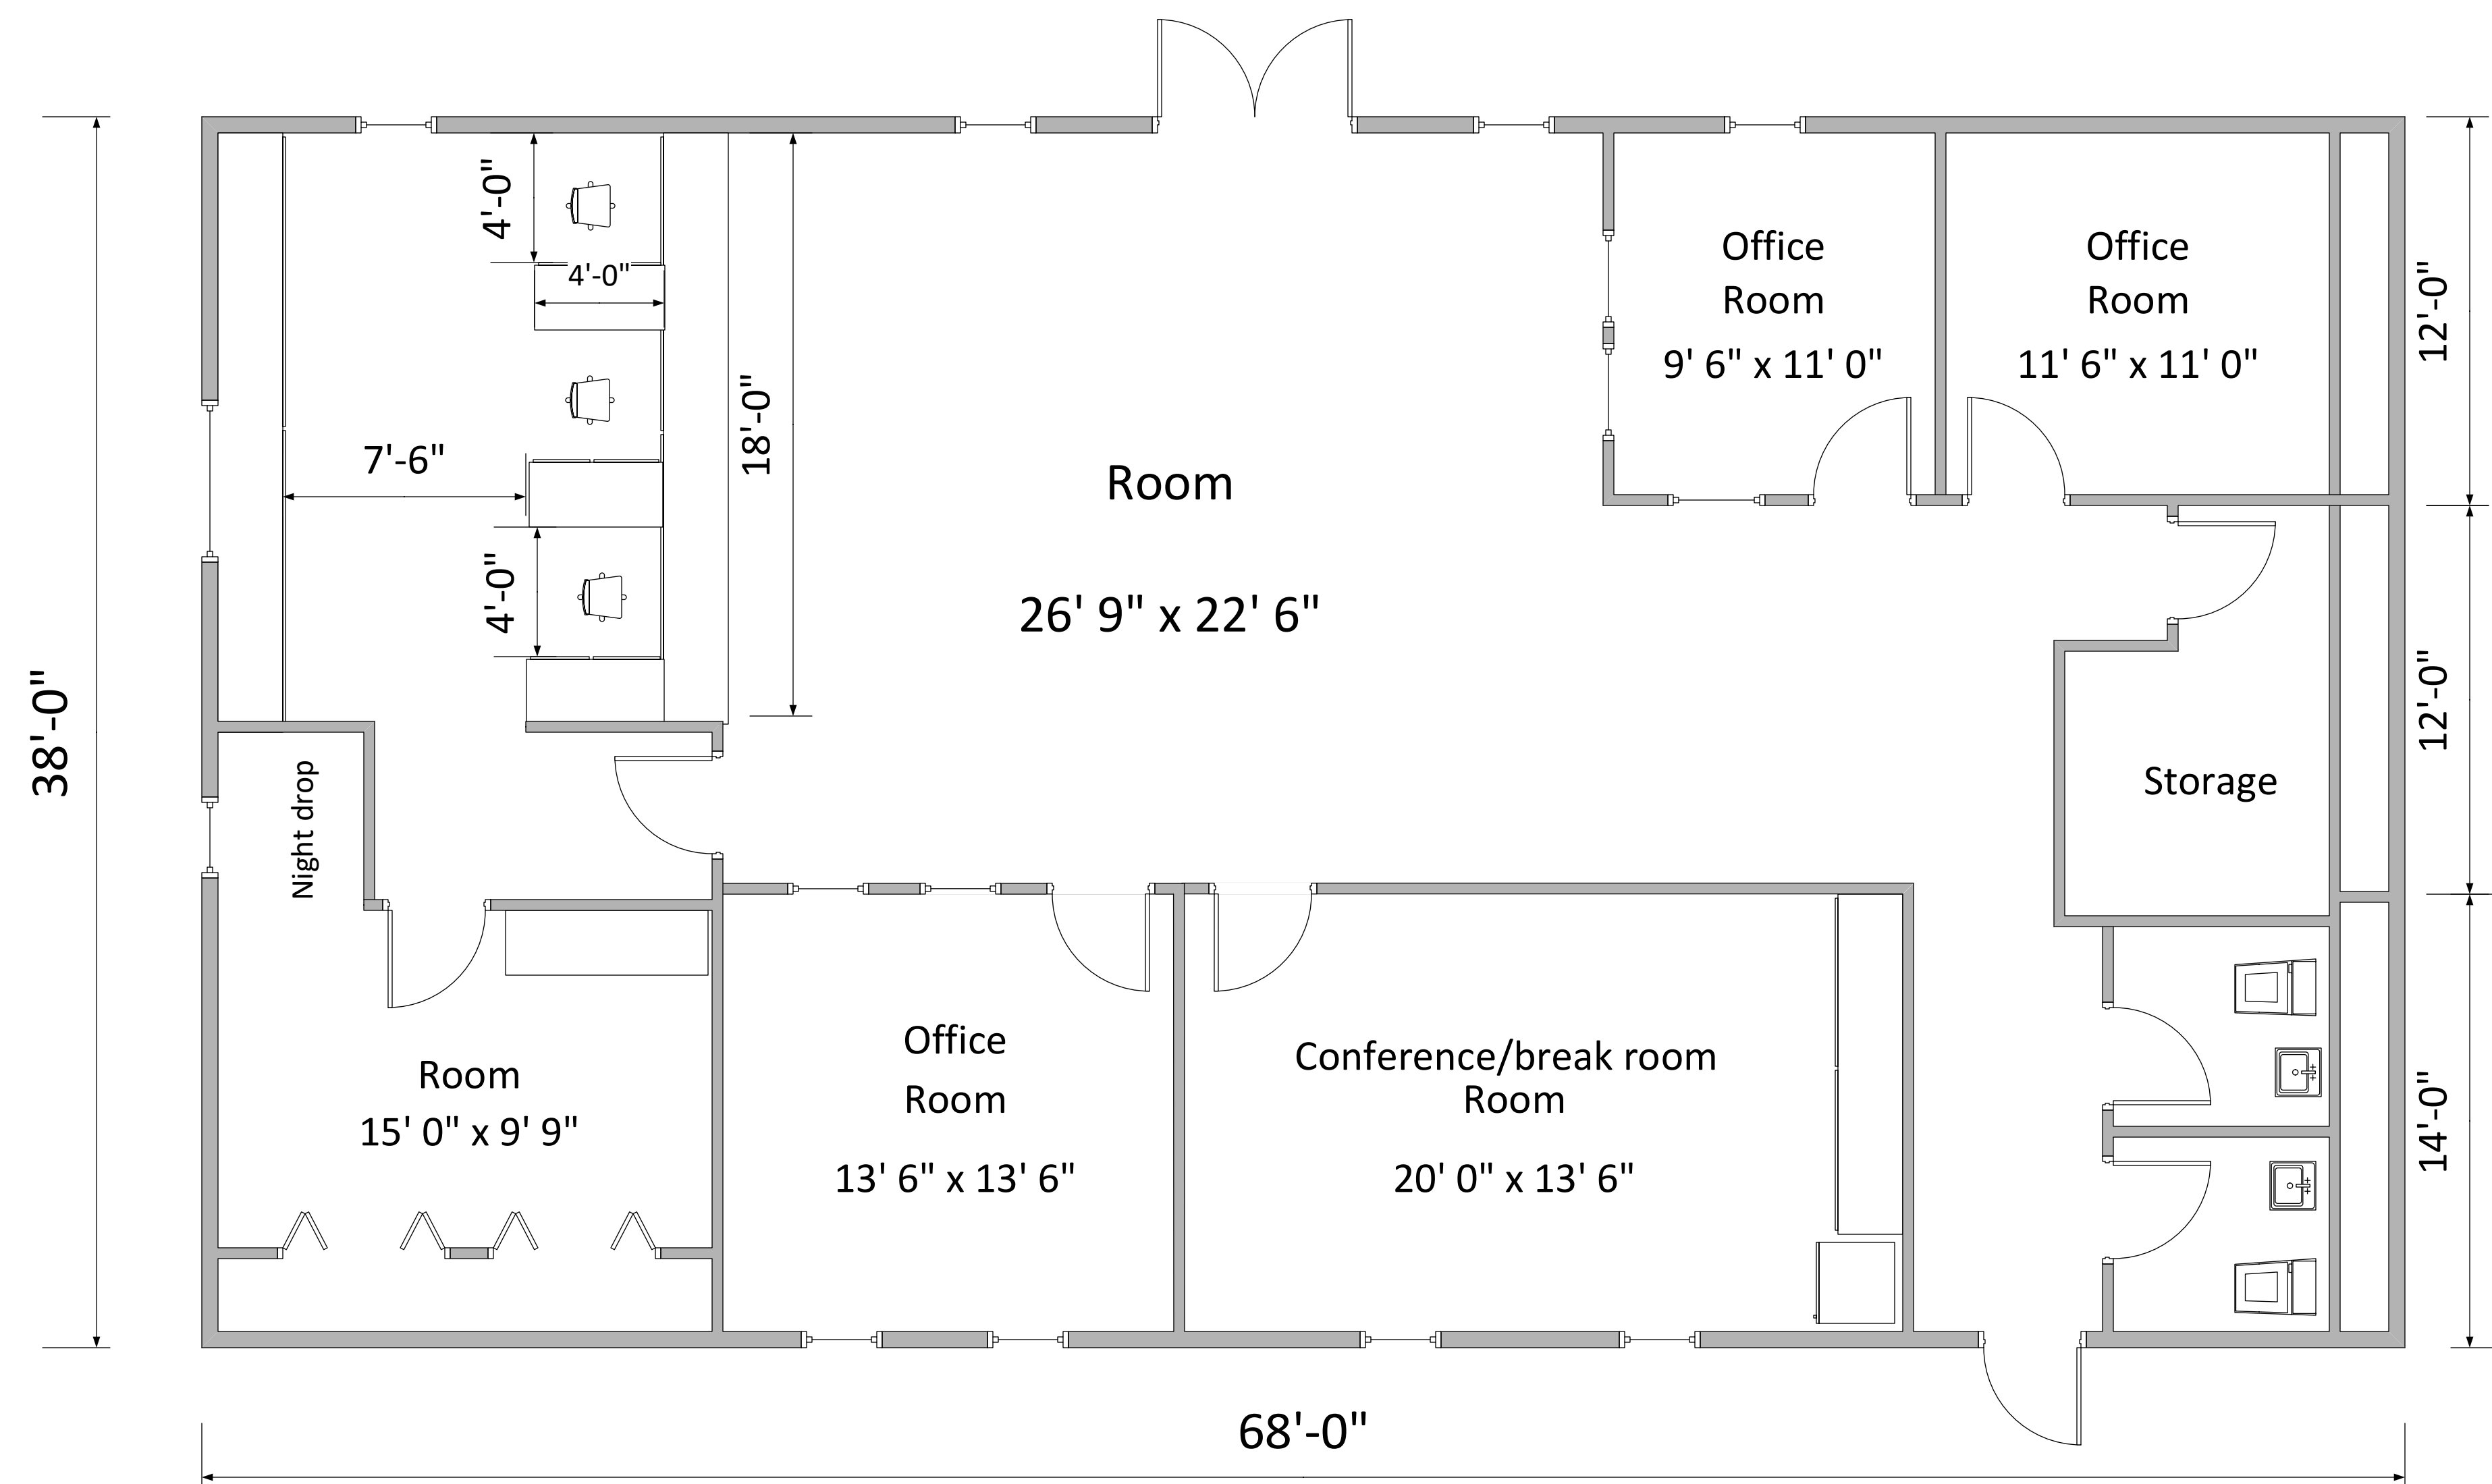 4'-0"
4'-0"
7'-6"
4'-0"
18'-0"
Room
26' 9" x 22' 6"
Office
Room
9' 6" x 11' 0"
Office
Room
11' 6" x 11' 0"
12'-0"
12'-0"
14'-0"
38'-0"
Night drop
Storage
Room
15' 0" x 9' 9"
Office
Room
13' 6" x 13' 6"
Conference/break room
Room
20' 0" x 13' 6"
68'-0"